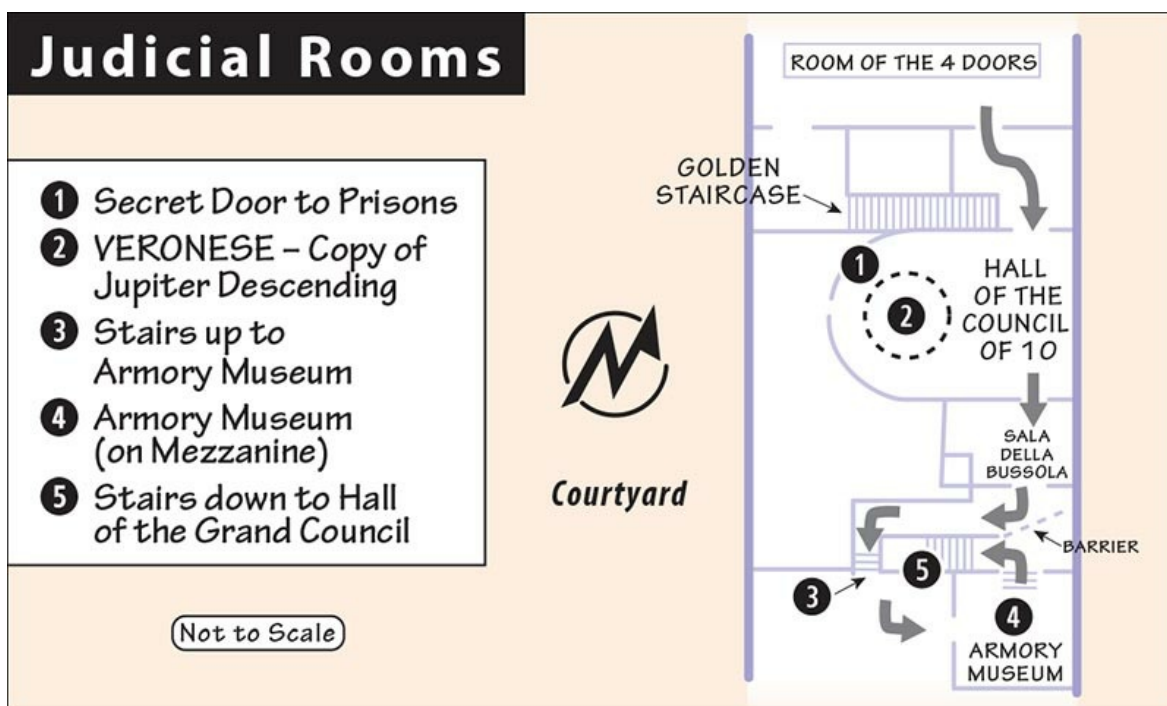 Judicial Rooms
1 Secret Door to Prisons
2 VERONESE – Copy of
Jupiter Descending
3 Stairs up to
Armory Museum
4 Armory Museum
(on Mezzanine)
5 Stairs down to Hall
of the Grand Council
Not to Scale
N
Courtyard
ROOM OF THE 4 DOORS
GOLDEN
STAIRCASE
1
2
HALL
OF THE
COUNCIL
OF 10
SALA
DELLA
BUSSOLA
BARRIER
5
3
4
ARMORY
MUSEUM